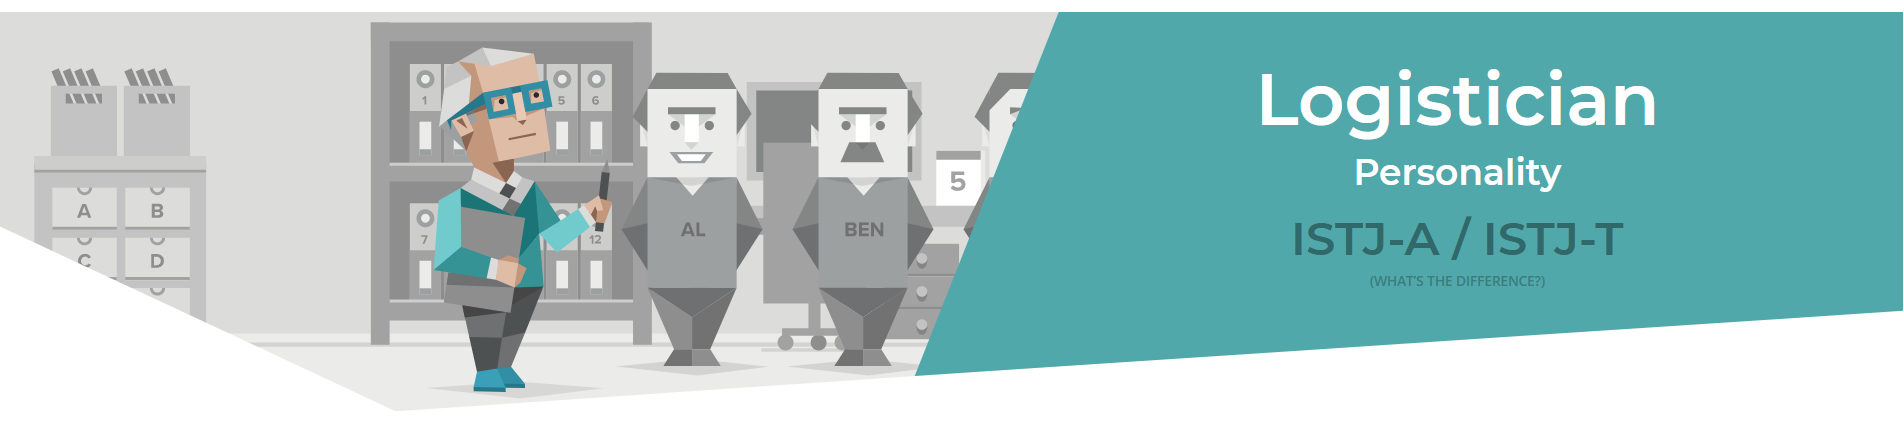 Logistician
Personality
ISTJ-A / ISTJ-T
(WHAT'S THE DIFFERENCE?)
1
5
6
7
12
A
B
C
D
AL
BEN
5